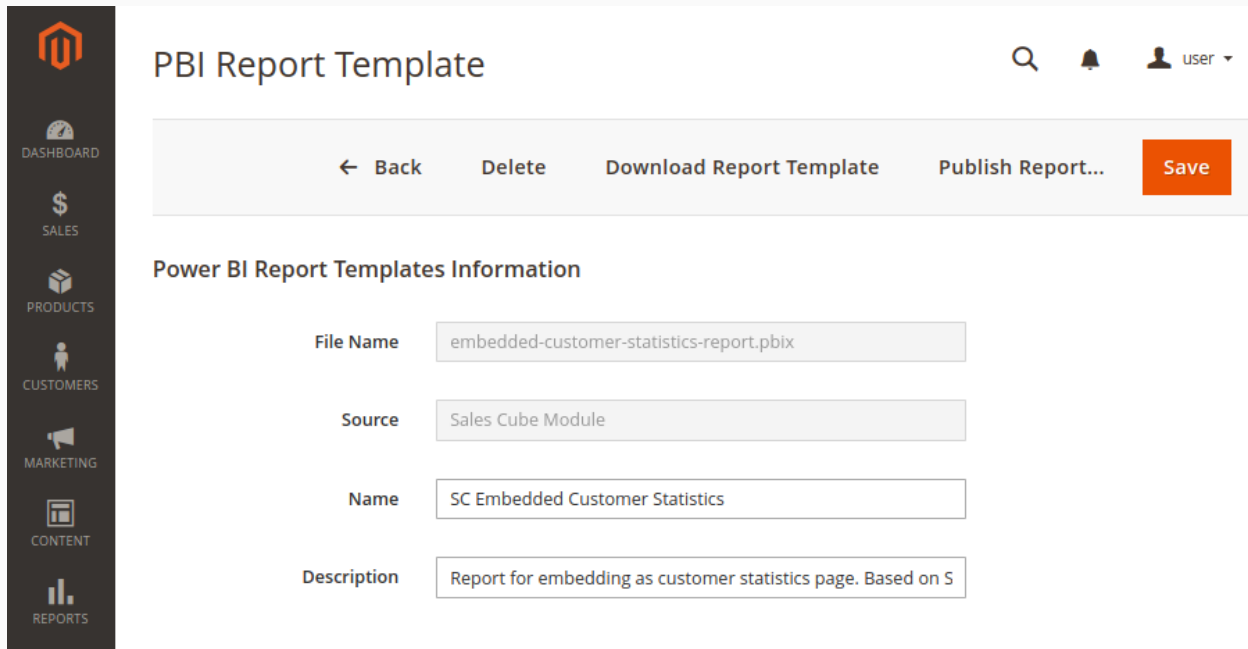 PBI Report Template
user
DASHBOARD
SALES
PRODUCTS
CUSTOMERS
MARKETING
CONTENT
REPORTS
← Back Delete Download Report Template Publish Report... Save
Power BI Report Templates Information
File Name embedded-customer-statistics-report.pbix
Source Sales Cube Module
Name SC Embedded Customer Statistics
Description Report for embedding as customer statistics page. Based on S